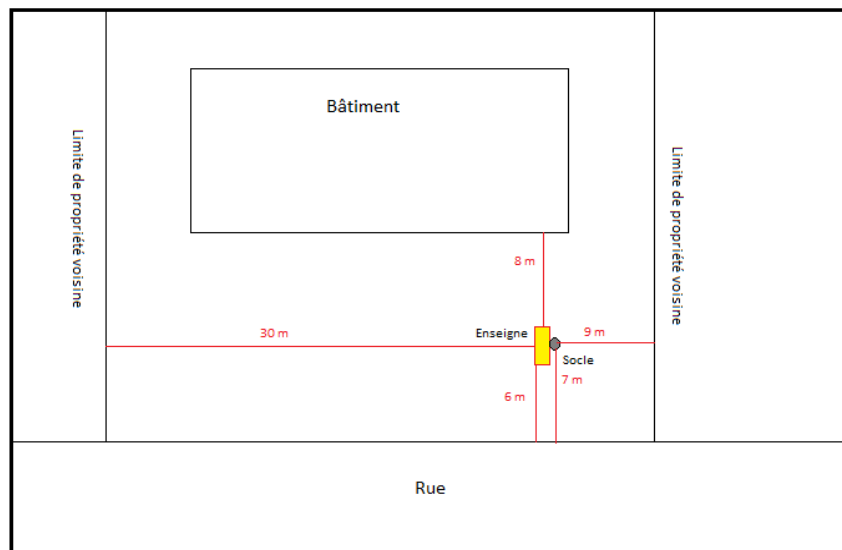 Bâtiment
Limite de propriété voisine
Limite de propriété voisine
8 m
30 m
Enseigne
9 m
Socle
7 m
6 m
Rue